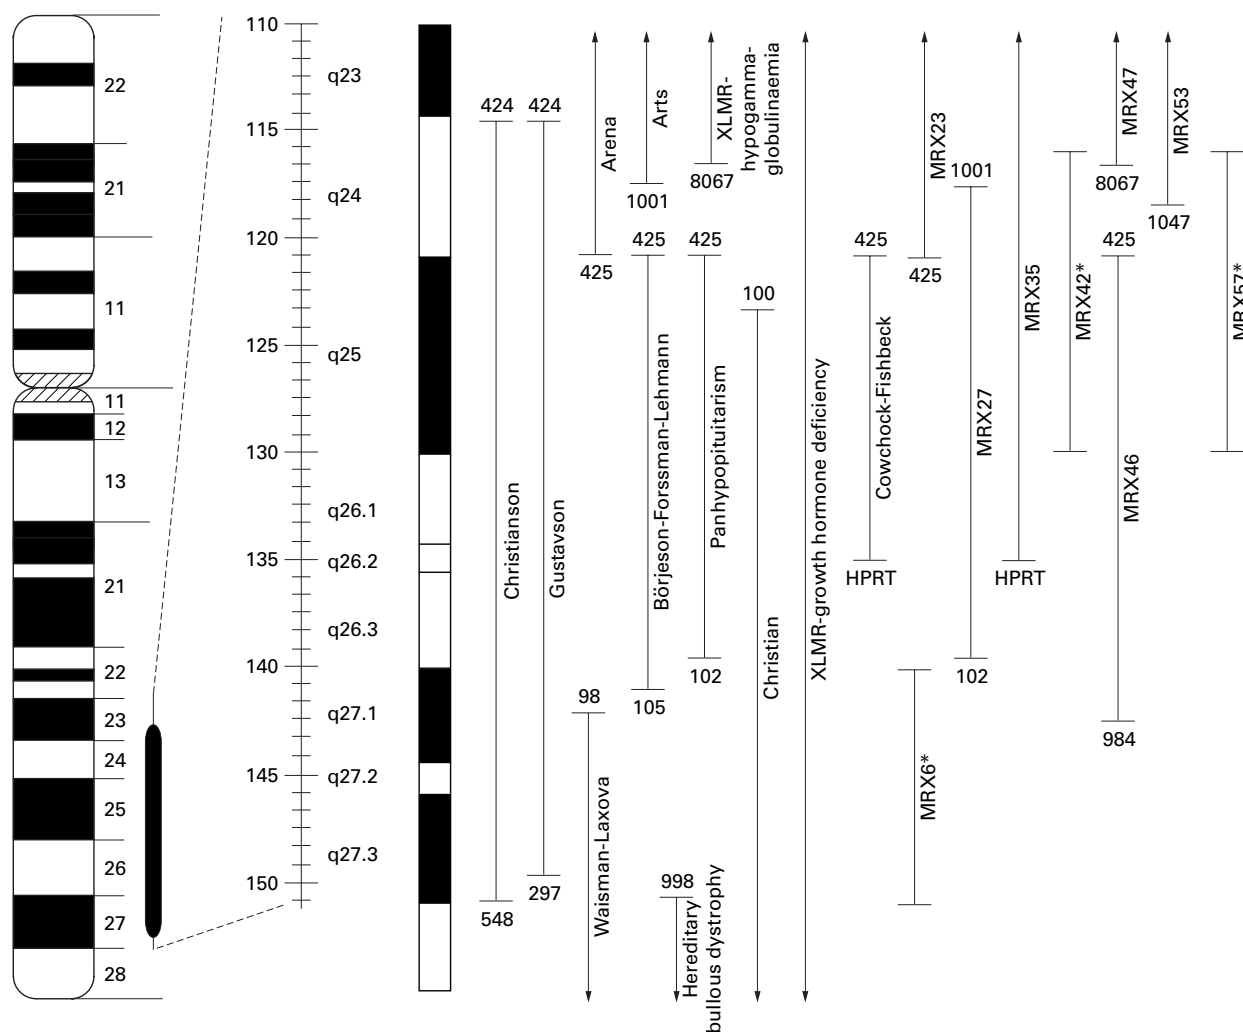 22
21
11
11
12
13
21
22
23
24
25
26
27
28
110
115
120
125
130
135
140
145
150
q23
q24
q25
q26.1
q26.2
q26.3
q27.1
q27.2
q27.3
424
Christianson
548
424
Gustavson
297
98
Waisman-Laxova
Arena
425
Arts
1001
425
Börjeson-Forssman-Lehmann
105
998
Hereditary
bullous dystrophy
XLMR-
hypogamma-
globulinaemia
8067
425
Panhypopituitarism
102
100
Christian
XLMR-growth hormone deficiency
425
Cowchock-Fishbeck
HPRT
MRX23
425
MRX6*
1001
MRX27
102
MRX35
HPRT
MRX42*
MRX47
8067
425
MRX46
984
MRX53
1047
MRX57*